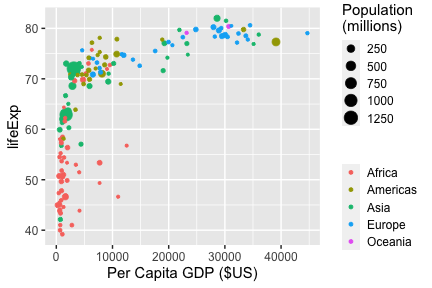 80
70
60
50
40
lifeExp
0
10000
20000
30000
40000
Per Capita GDP ($US)
Population
(millions)
250
500
750
1000
1250
Africa
Americas
Asia
Europe
Oceania